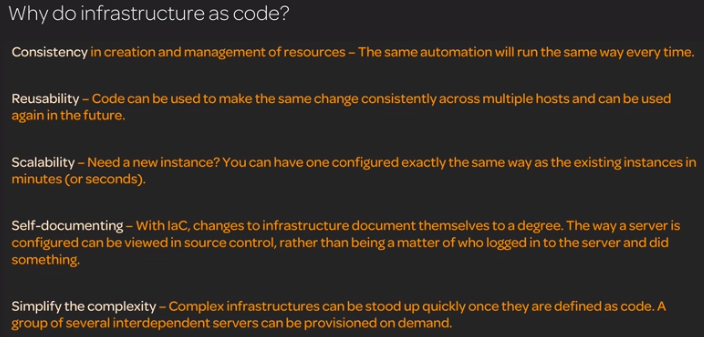 Why do infrastructure as code?
Consistency in creation and management of resources – The same automation will run the same way every time.
Reusability – Code can be used to make the same change consistently across multiple hosts and can be used
again in the future.
Scalability – Need a new instance? You can have one configured exactly the same way as the existing instances in
minutes (or seconds).
Self-documenting – With IaC, changes to infrastructure document themselves to a degree. The way a server is
configured can be viewed in source control, rather than being a matter of who logged in to the server and did
something.
Simplify the complexity – Complex infrastructures can be stood up quickly once they are defined as code. A
group of several interdependent servers can be provisioned on demand.